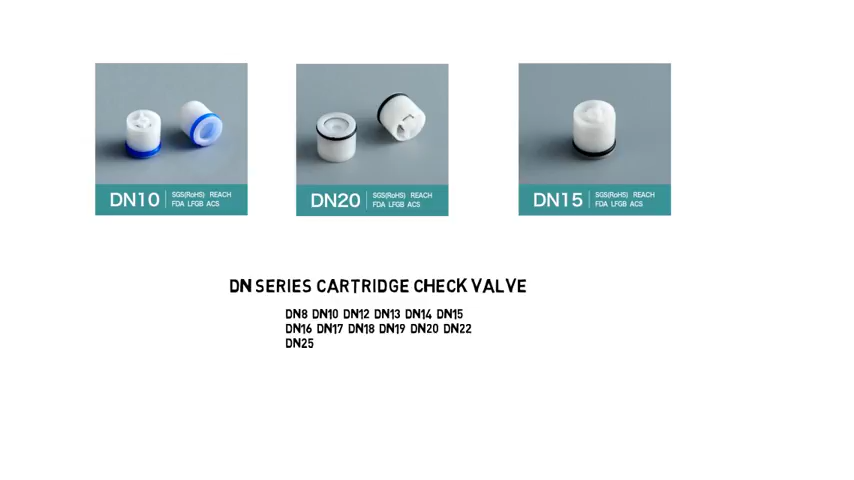 DN10 SGS(RoHS) REACH
FDA LFGB ACS
DN20 SGS(RoHS) REACH
FDA LFGB ACS
DN15 SGS(RoHS) REACH
FDA LFGB ACS
DN SERIES CARTRIDGE CHECK VALVE
DN8 DN10 DN12 DN13 DN14 DN15
DN16 DN17 DN18 DN19 DN20 DN22
DN25